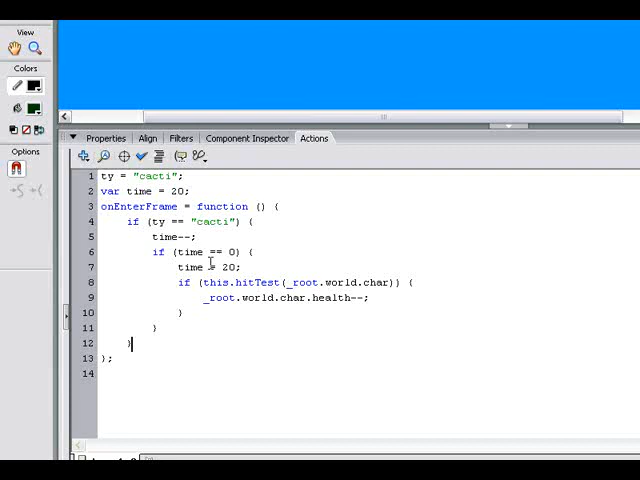 View
Colors
Options
Properties Align Filters Component Inspector Actions
1 ty = "cacti";
2 var time = 20;
3 onEnterFrame = function () {
4 if (ty == "cacti") {
5 time--;
6 if (time == 0) {
7 time = 20;
8 if (this.hitTest(_root.world.char)) {
9 _root.world.char.health--;
10 }
11 }
12 }
13 };
14